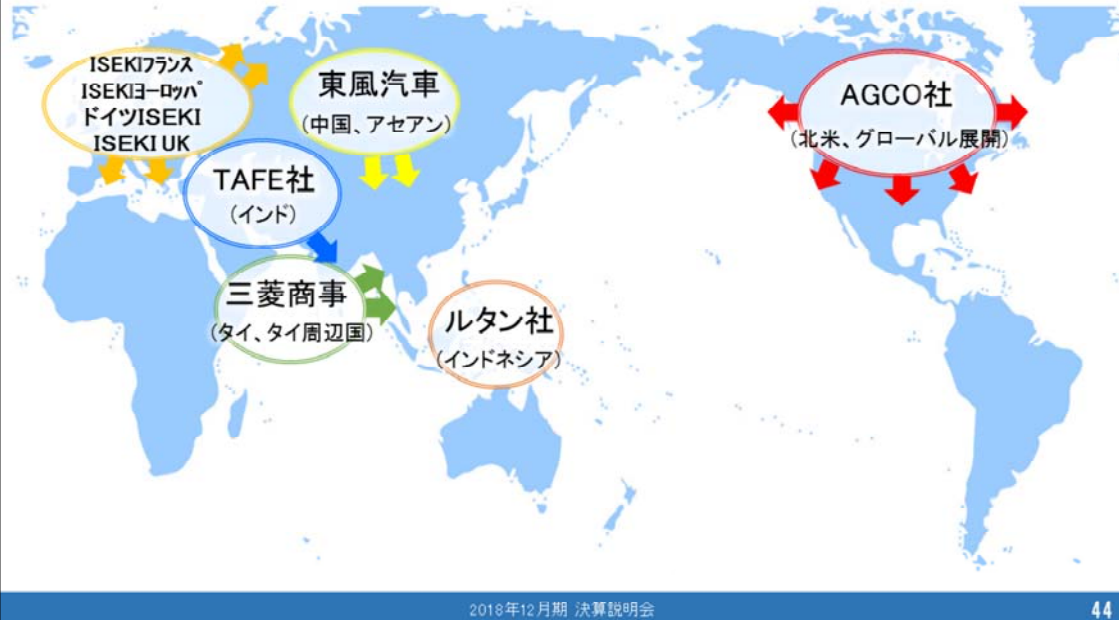 ISEKIフランス
ISEKIヨーロッパ
ドイツISEKI
ISEKI UK
東風汽車
(中国、アセアン)
AGCO社
(北米、グローバル展開)
TAFE社
(インド)
三菱商事
(タイ、タイ周辺国)
ルタン社
(インドネシア)
2018年12月期 決算説明会
44